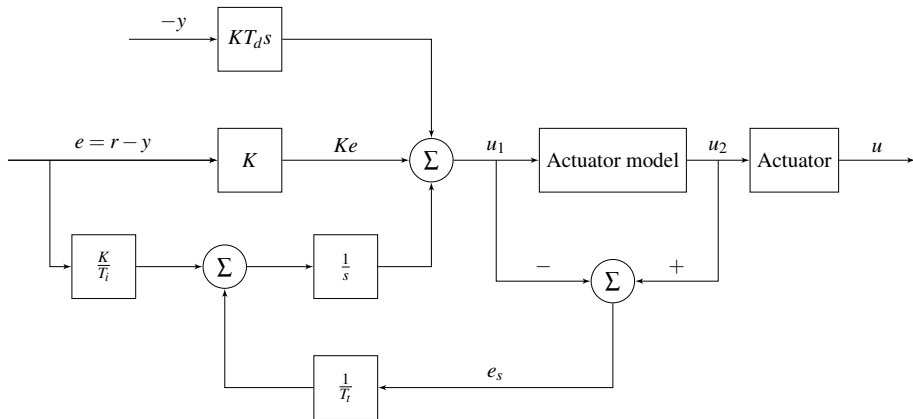 −y
KT_d s
e = r − y
K
Ke
Σ
u_1
Actuator model
u_2
Actuator
u
K/T_i
Σ
1/s
−
Σ
+
1/T_t
e_s